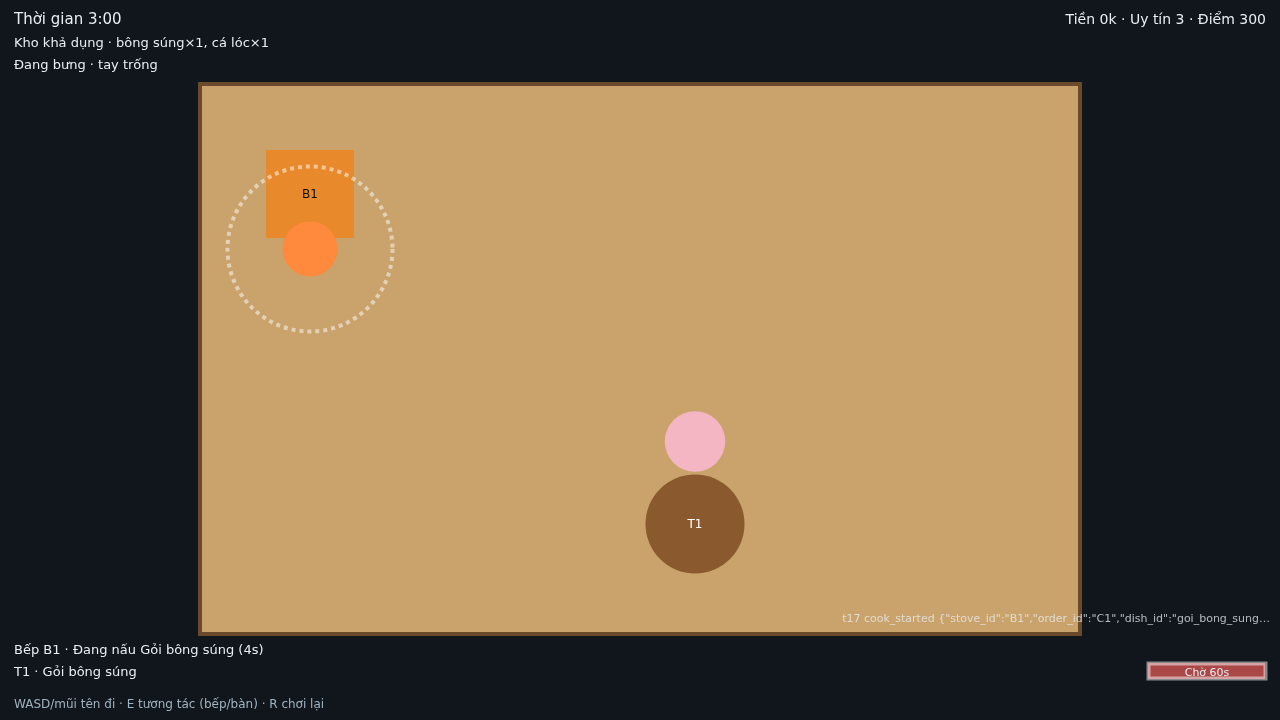 Thời gian 3:00
Tiền 0k · Uy tín 3 · Điểm 300
Kho khả dụng · bông súng×1, cá lóc×1
Đang bưng · tay trống
B1
T1
t17 cook_started {"stove_id":"B1","order_id":"C1","dish_id":"goi_bong_sung...
Bếp B1 · Đang nấu Gỏi bông súng (4s)
T1 · Gỏi bông súng
Chờ 60s
WASD/mũi tên đi · E tương tác (bếp/bàn) · R chơi lại